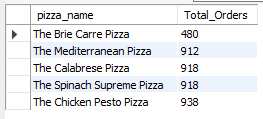 pizza_name Total_Orders
The Brie Carre Pizza 480
The Mediterranean Pizza 912
The Calabrese Pizza 918
The Spinach Supreme Pizza 918
The Chicken Pesto Pizza 938